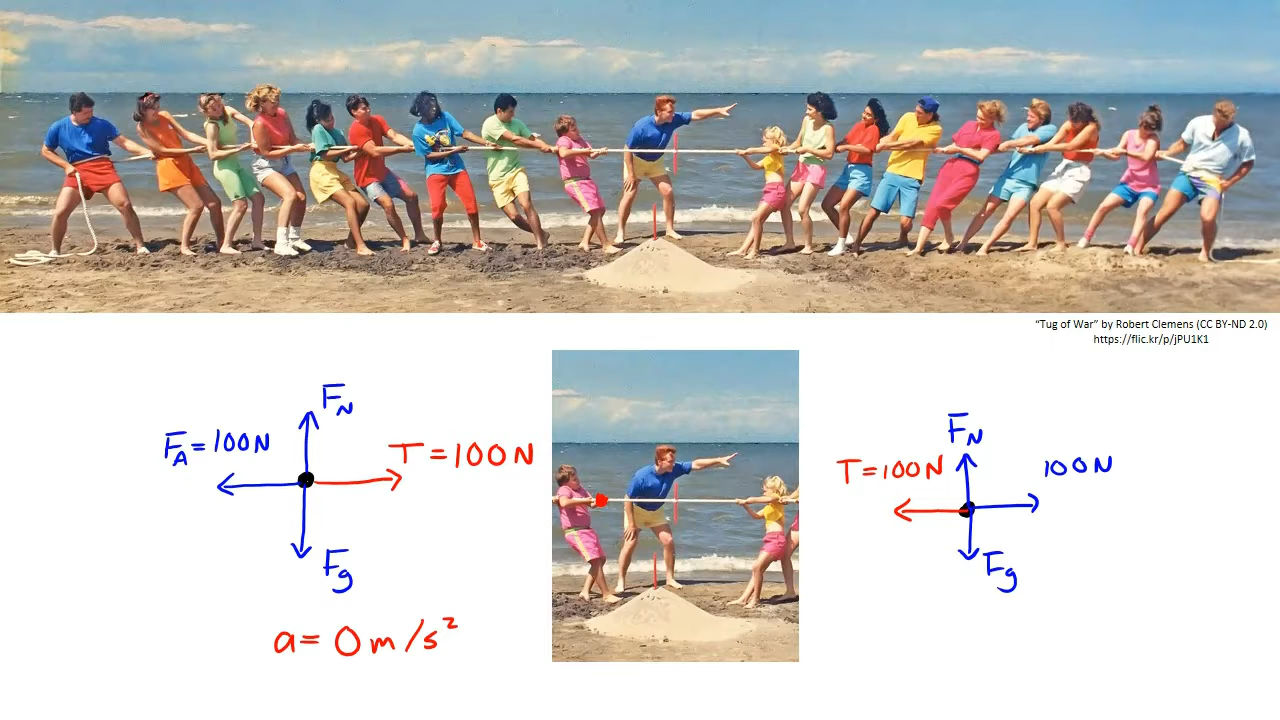 "Tug of War" by Robert Clemens (CC BY-ND 2.0)
https://flic.kr/p/jPU1K1
F_N
F_A = 100N
T = 100N
F_g
a = 0 m/s²
F_N
T = 100N
100N
F_g